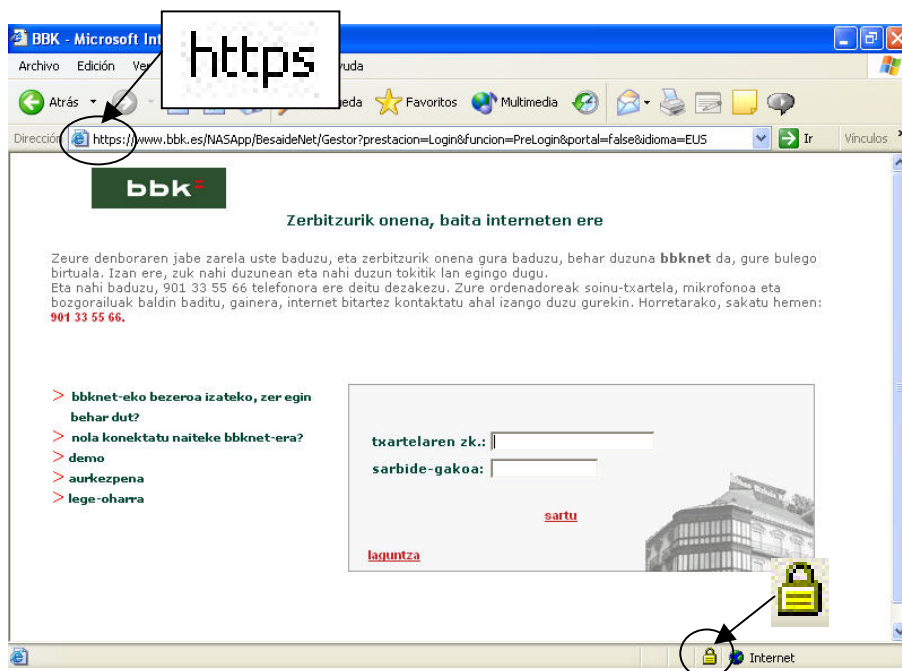 BBK - Microsoft Int
https
Archivo Edición Ve yuda
Atrás eda Favoritos Multimedia
Dirección https://www.bbk.es/NASApp/BesaideNet/Gestor?prestacion=Login&funcion=PreLogin&portal=false&idioma=EUS Ir Vínculos
bbk=
Zerbitzurik onena, baita interneten ere
Zeure denboraren jabe zarela uste baduzu, eta zerbitzurik onena gura baduzu, behar duzuna bbknet da, gure bulego
birtuala. Izan ere, zuk nahi duzunean eta nahi duzun tokitik lan egingo dugu.
Eta nahi baduzu, 901 33 55 66 telefonora ere deitu dezakezu. Zure ordenadoreak soinu-txartela, mikrofonoa eta
bozgorailuak baldin baditu, gainera, internet bitartez kontaktatu ahal izango duzu gurekin. Horretarako, sakatu hemen:
901 33 55 66.
> bbknet-eko bezeroa izateko, zer egin
behar dut?
> nola konektatu naiteke bbknet-era?
> demo
> aurkezpena
> lege-oharra
txartelaren zk.:
sarbide-gakoa:
sartu
laguntza
Internet